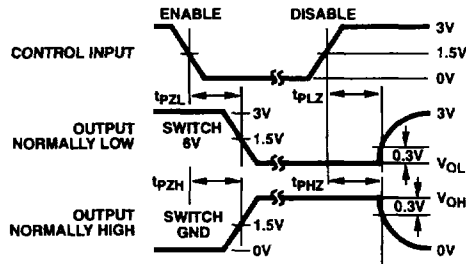 ENABLE
DISABLE
CONTROL INPUT
3V
1.5V
0V
tPZL
tPLZ
OUTPUT
NORMALLY LOW
SWITCH
6V
3V
1.5V
3V
0.3V
VOL
tPZH
tPHZ
OUTPUT
NORMALLY HIGH
SWITCH
GND
1.5V
0V
VOH
0.3V
0V